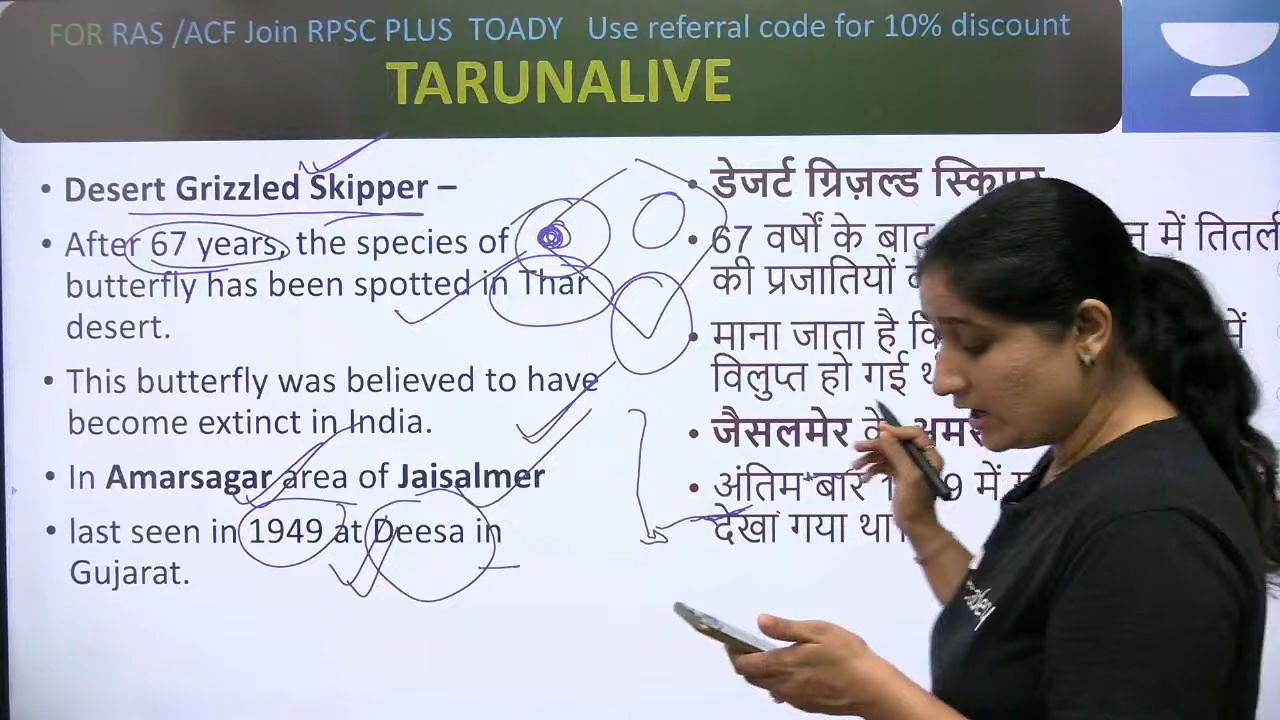 FOR RAS /ACF Join RPSC PLUS TOADY Use referral code for 10% discount
TARUNALIVE
• Desert Grizzled Skipper –
• After 67 years, the species of
butterfly has been spotted in Thar
desert.
• This butterfly was believed to have
become extinct in India.
• In Amarsagar area of Jaisalmer
• last seen in 1949 at Deesa in
Gujarat.
• डेजर्ट ग्रिज़ल्ड
• 67 वर्षों के बाद में तितली
की प्रजातियों
• माना जाता है में
विलुप्त हो गई
• जैसलमेर के
• अंतिम बार में
देखा गया था।